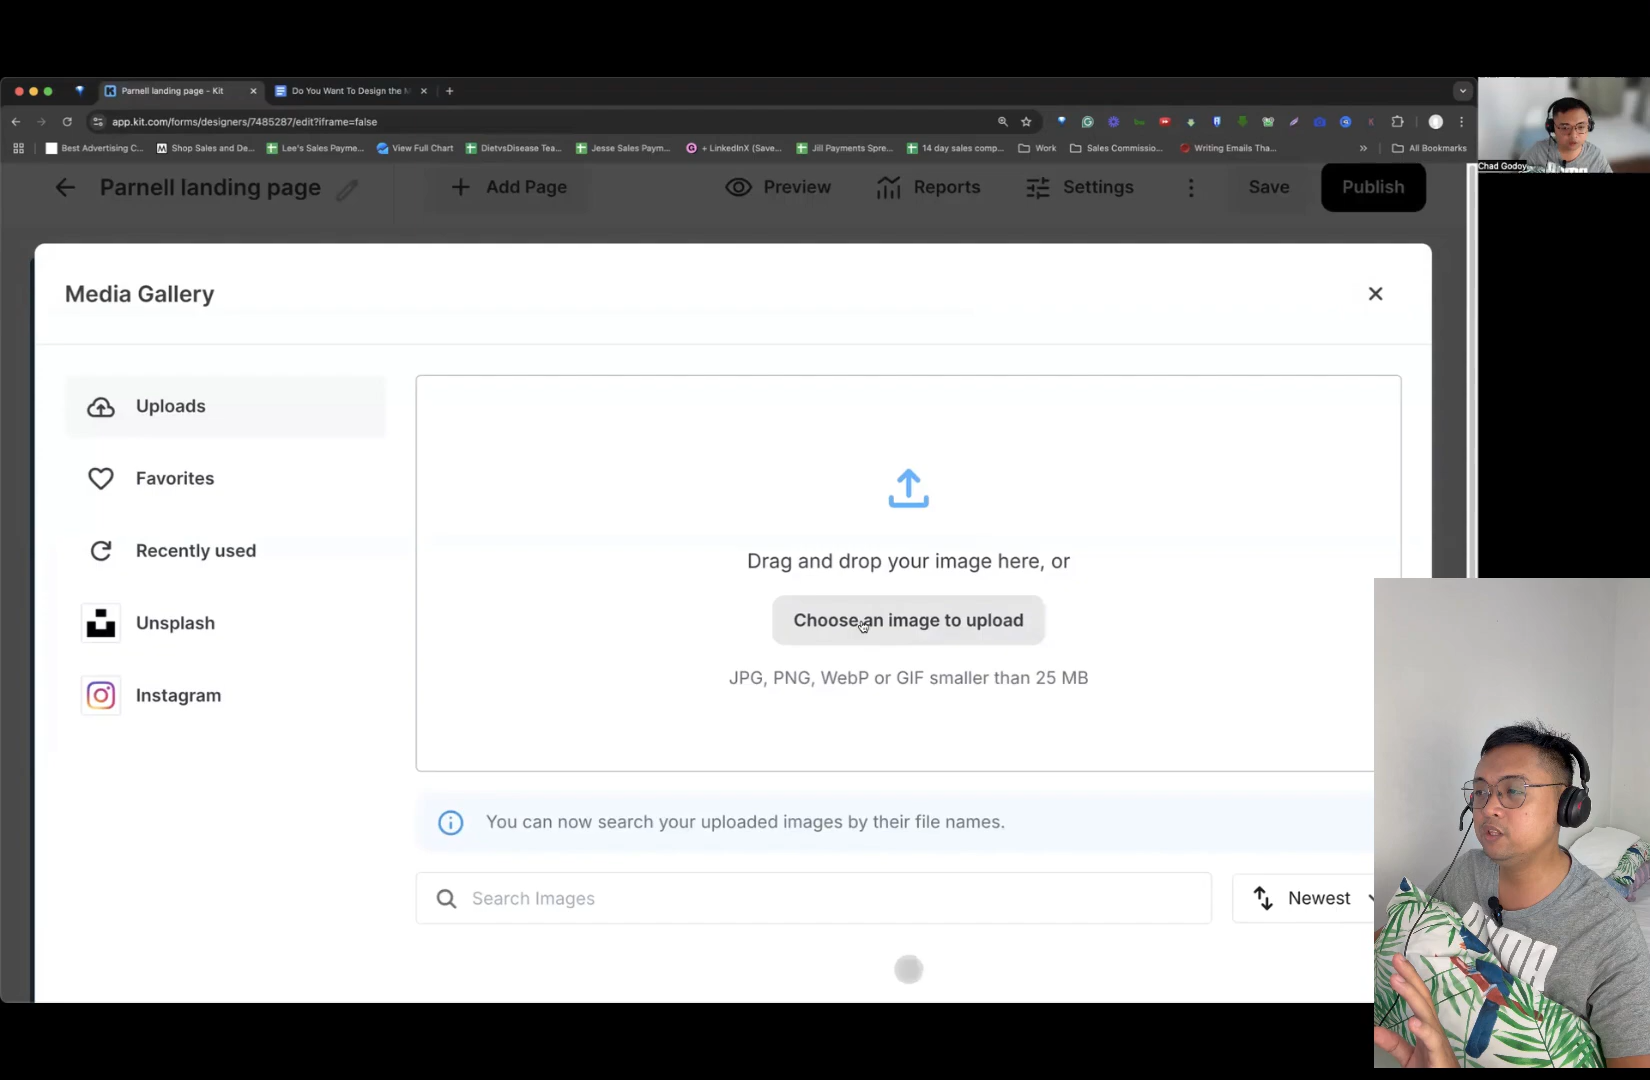 Parnell landing page - Kit
Do You Want To Design the M
app.kit.com/forms/designers/7485287/edit?iframe=false
Best Advertising C...
Shop Sales and De...
Lee's Sales Payme...
View Full Chart
DietvsDisease Tea...
Jesse Sales Paym...
+ LinkedInX (Save...
Jill Payments Spre...
14 day sales comp...
Work
Sales Commissio...
Writing Emails Tha...
All Bookmarks
Chad Godoy
Parnell landing page
Add Page
Preview
Reports
Settings
Save
Publish
Media Gallery
Uploads
Favorites
Recently used
Unsplash
Instagram
Drag and drop your image here, or
Choose an image to upload
JPG, PNG, WebP or GIF smaller than 25 MB
You can now search your uploaded images by their file names.
Search Images
Newest